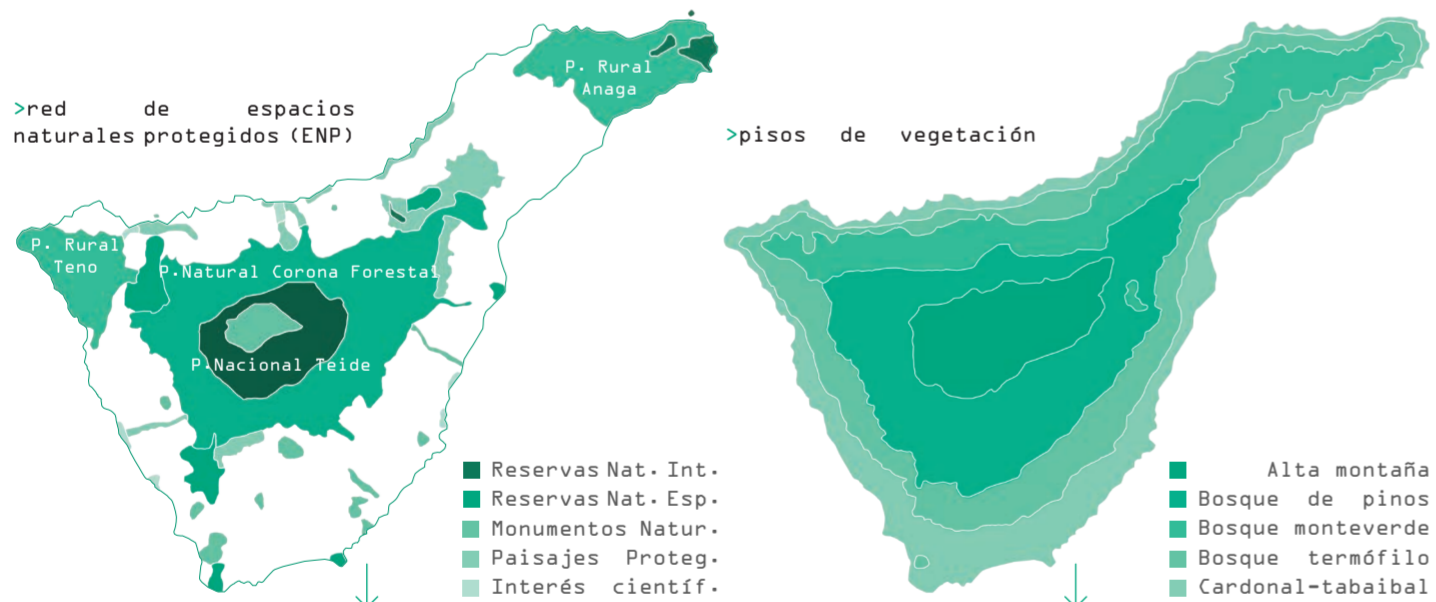 >red de espacios
naturales protegidos (ENP)
P. Rural
Anaga
P. Rural
Teno
P.Natural Corona Forestal
P.Nacional Teide
Reservas Nat. Int.
Reservas Nat. Esp.
Monumentos Natur.
Paisajes Proteg.
Interés científ.
>pisos de vegetación
Alta montaña
Bosque de pinos
Bosque monteverde
Bosque termófilo
Cardonal-tabaibal